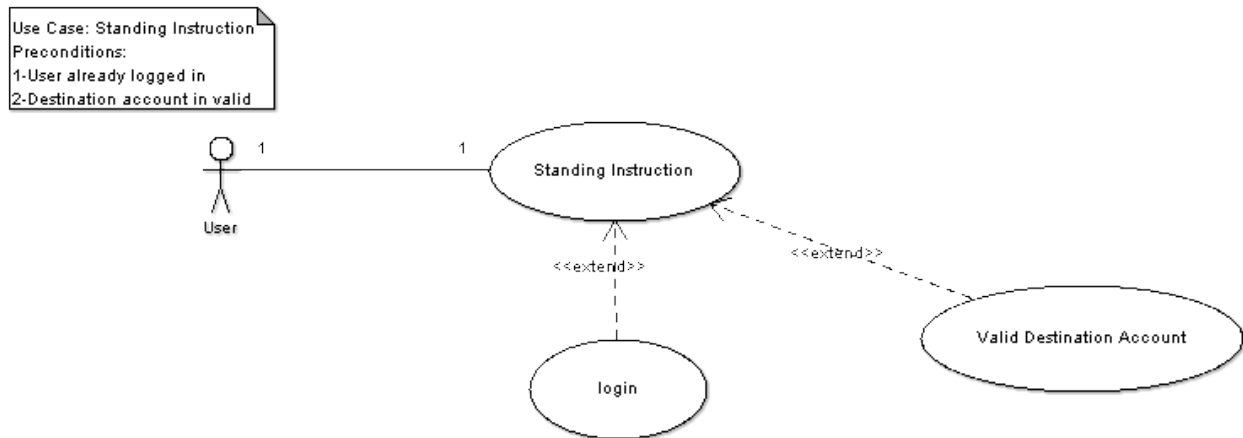 Use Case: Standing Instruction
Preconditions:
1-User already logged in
2-Destination account in valid
1
1
Standing Instruction
User
<<extend>>
<<extend>>
Valid Destination Account
login